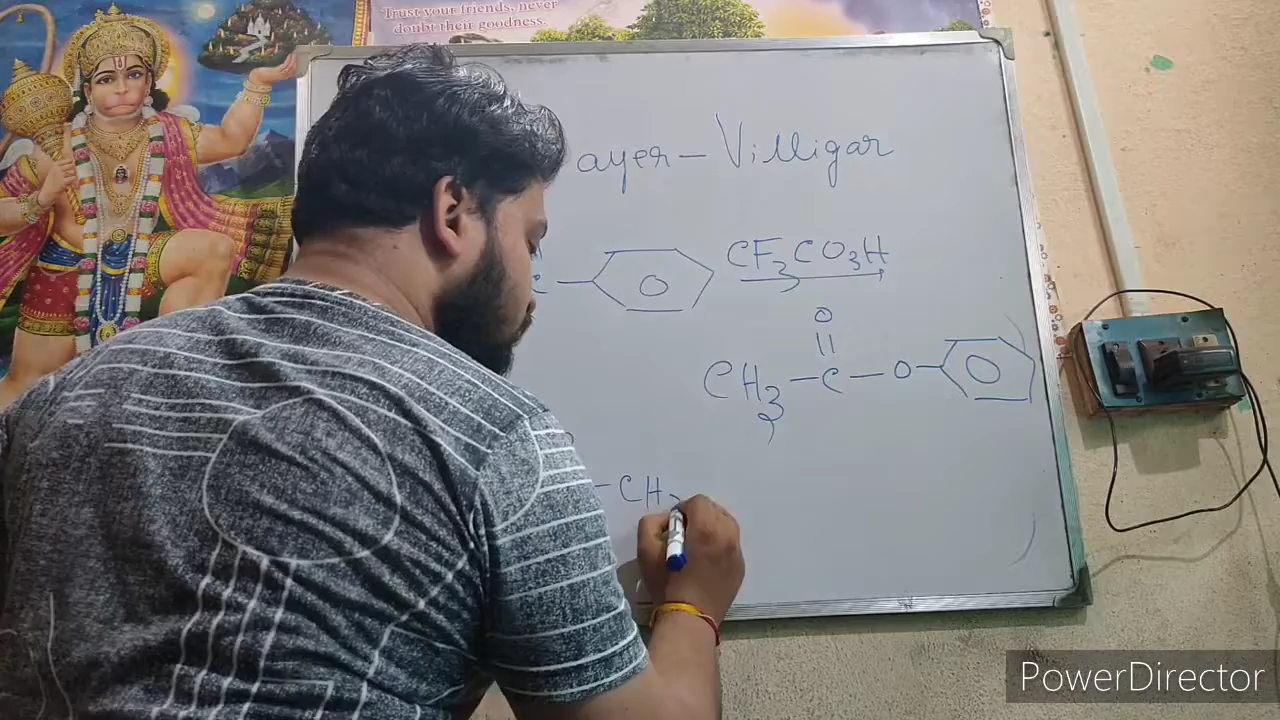 Trust your friends, never
doubt their goodness.
ayer – Villigar
C – CF3CO3H
O
CH3 – C – O –
– CH
PowerDirector